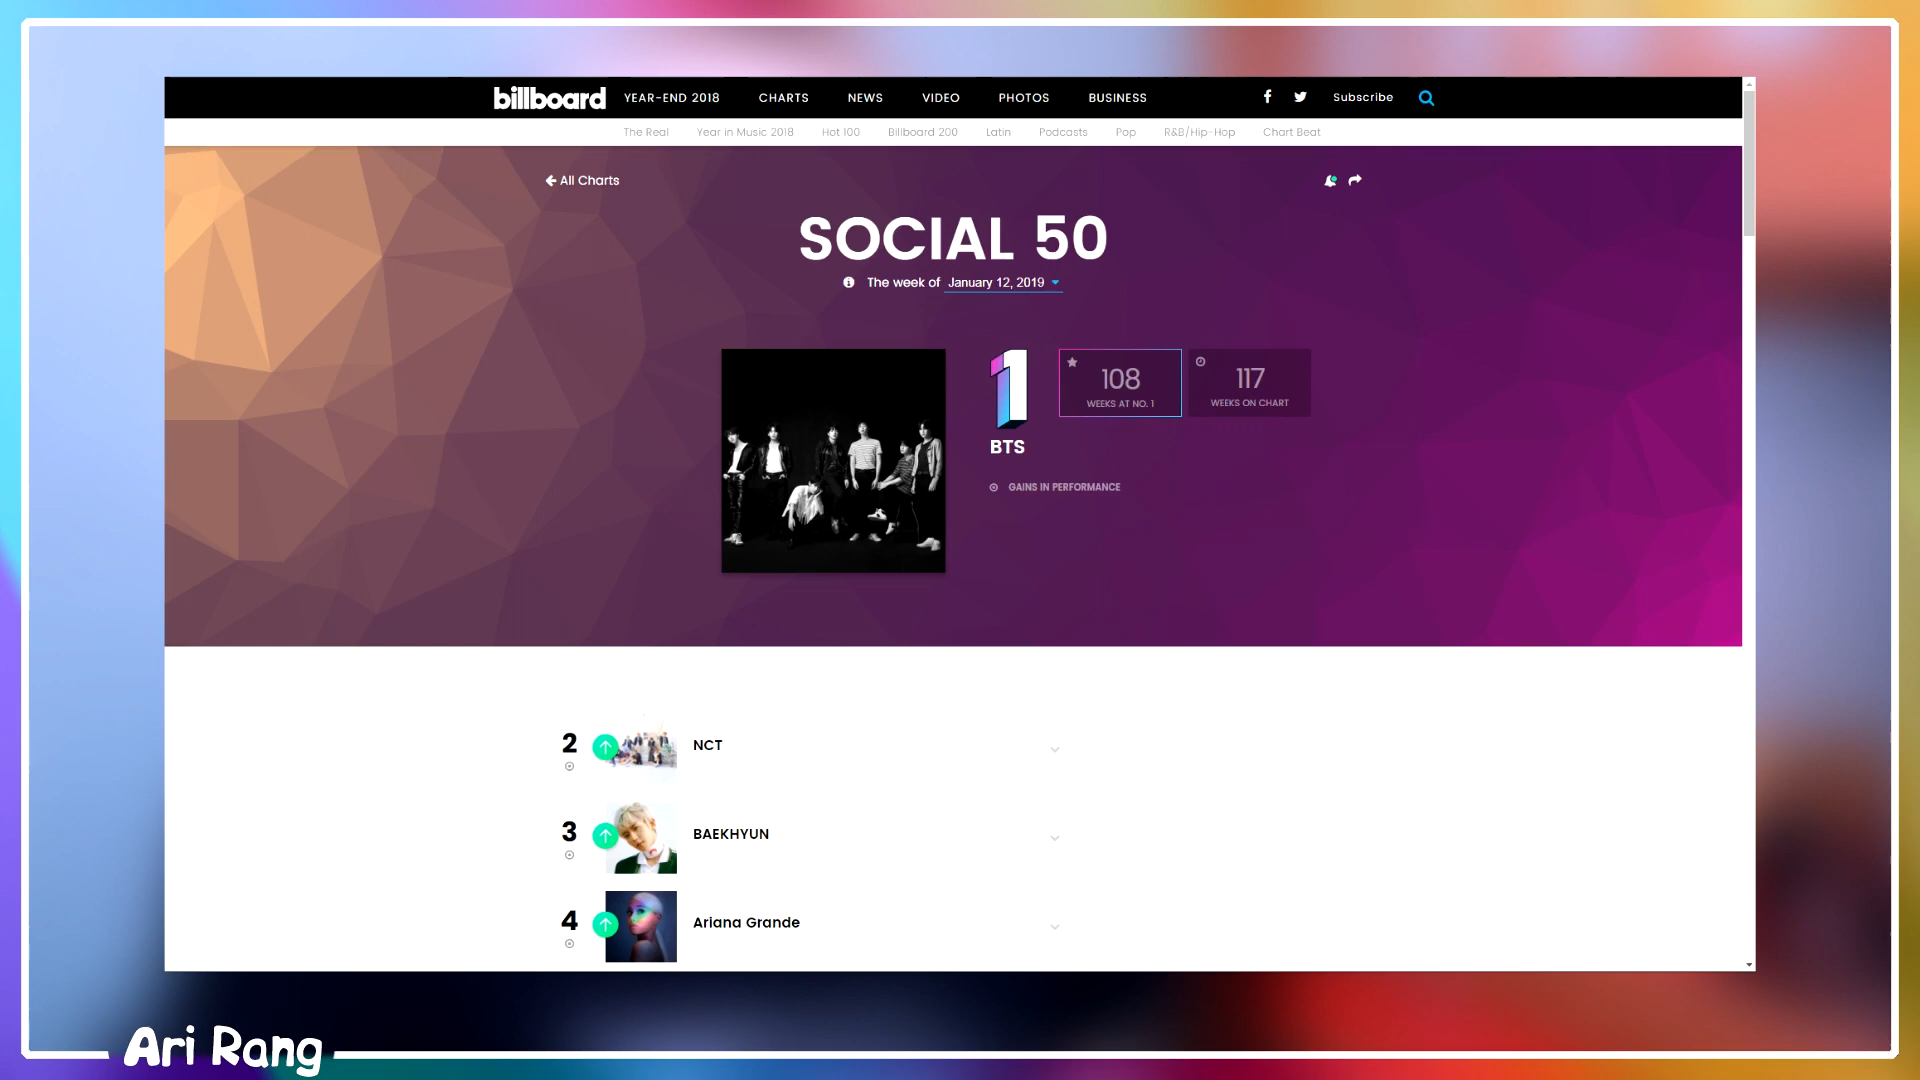 billboard YEAR-END 2018 CHARTS NEWS VIDEO PHOTOS BUSINESS Subscribe
The Real Year in Music 2018 Hot 100 Billboard 200 Latin Podcasts Pop R&B/Hip-Hop Chart Beat
All Charts
SOCIAL 50
The week of January 12, 2019
1
108
WEEKS AT NO. 1
117
WEEKS ON CHART
BTS
GAINS IN PERFORMANCE
2 NCT
3 BAEKHYUN
4 Ariana Grande
Ari Rang